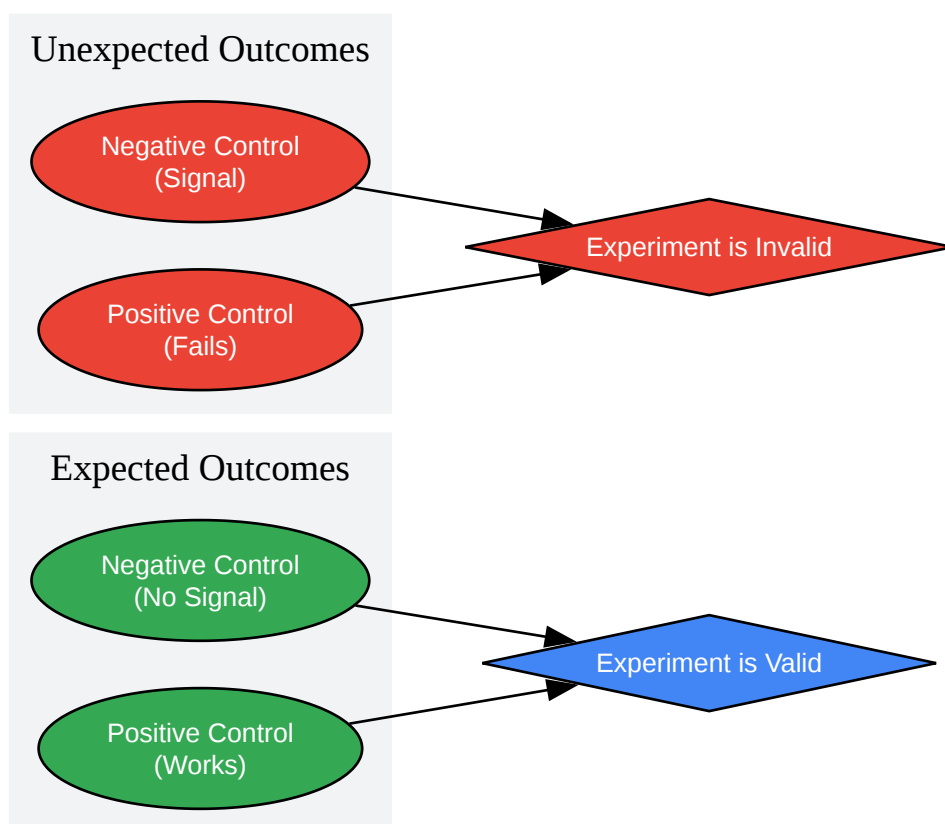 Unexpected Outcomes
Negative Control
(Signal)
Experiment is Invalid
Positive Control
(Fails)
Expected Outcomes
Negative Control
(No Signal)
Experiment is Valid
Positive Control
(Works)